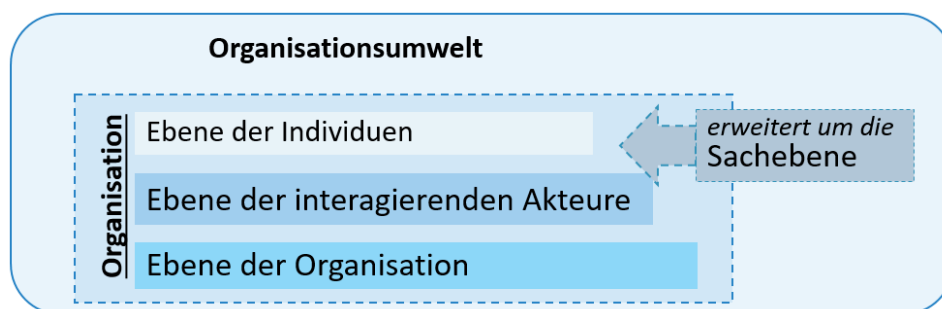 Organisationsumwelt
Organisation
Ebene der Individuen
erweitert um die
Sachebene
Ebene der interagierenden Akteure
Ebene der Organisation